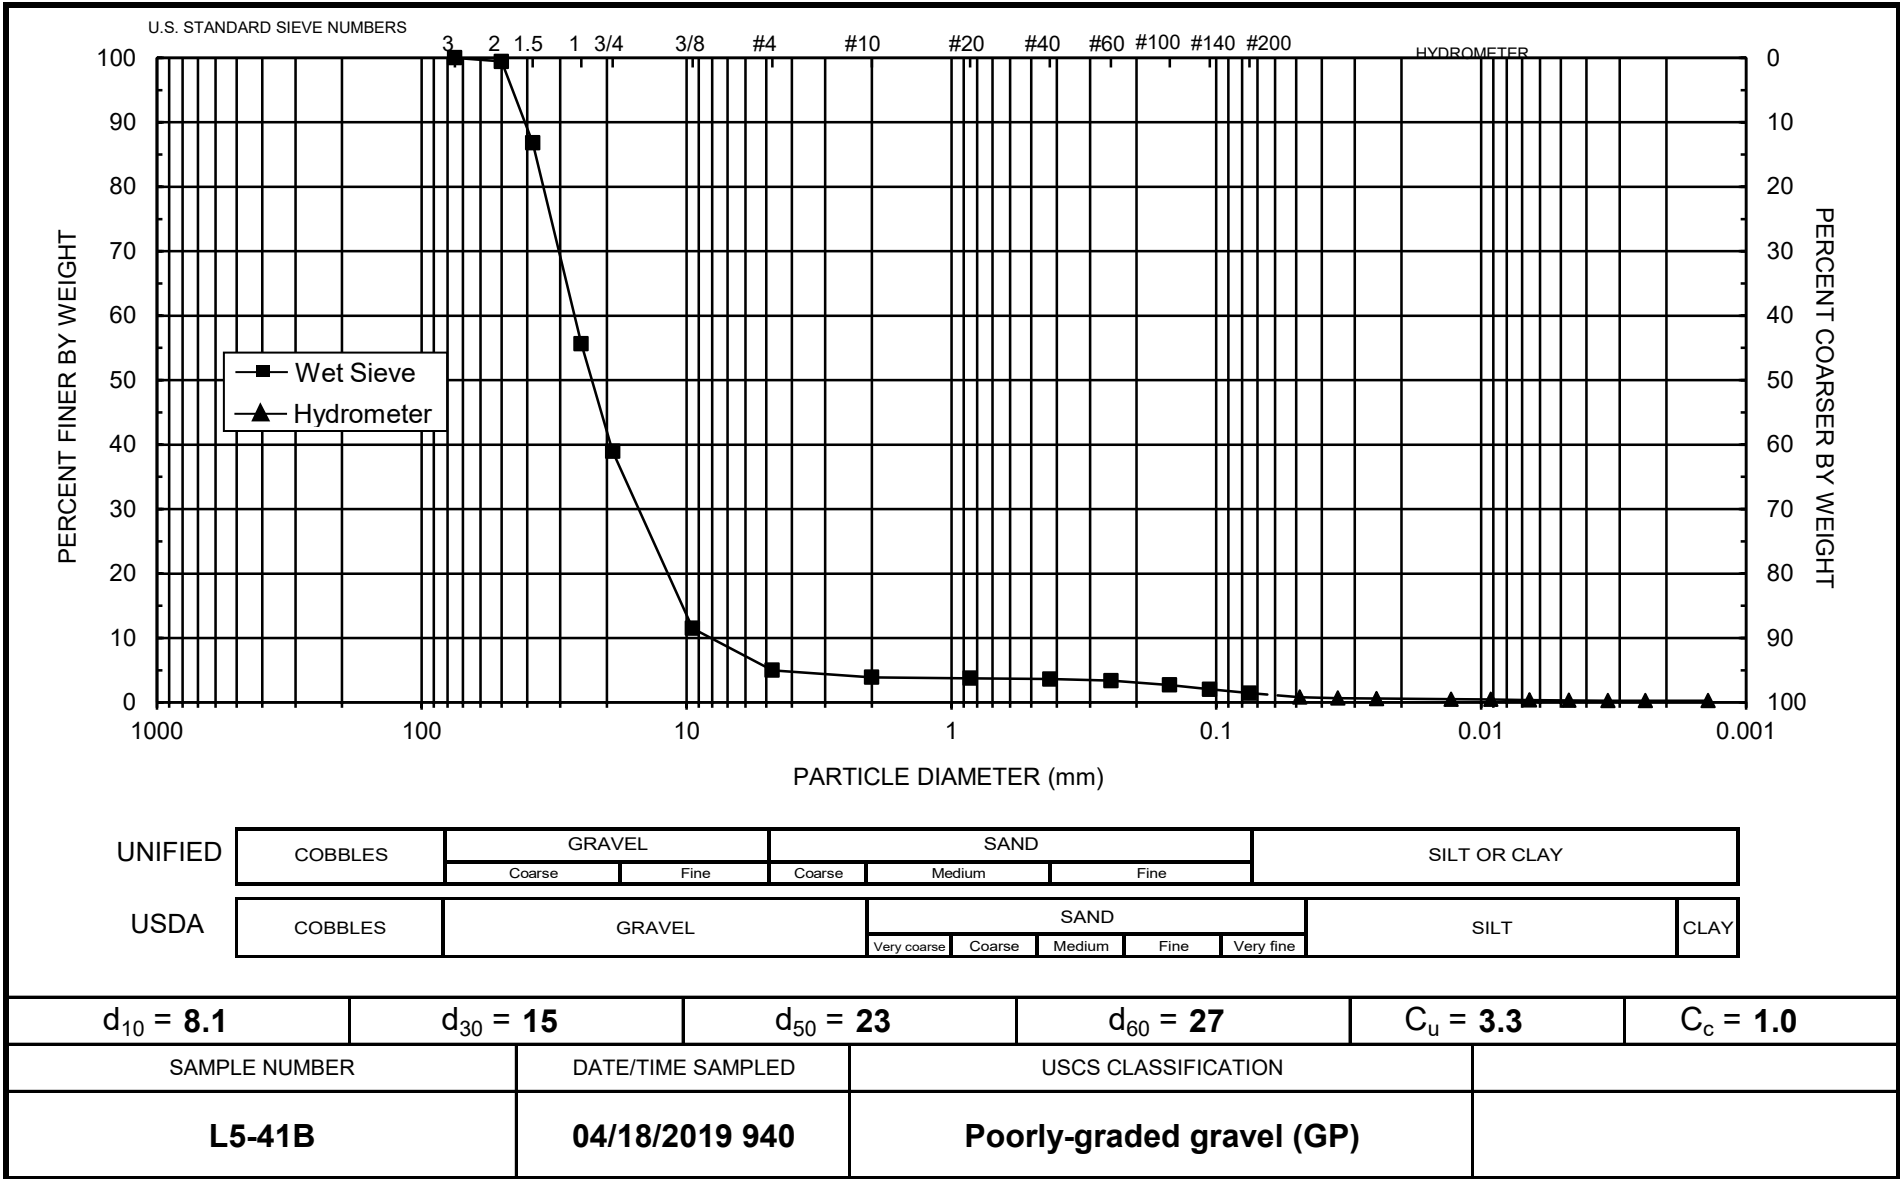 U.S. STANDARD SIEVE NUMBERS
3 2 1.5 1 3/4 3/8 #4 #10 #20 #40 #60 #100 #140 #200
HYDROMETER
100 0
90 10
80 20
70 30
60 40
50 50
40 60
30 70
20 80
10 90
0 100
PERCENT FINER BY WEIGHT
PERCENT COARSER BY WEIGHT
Wet Sieve
Hydrometer
1000 100 10 1 0.1 0.01 0.001
PARTICLE DIAMETER (mm)
UNIFIED
COBBLES GRAVEL SAND SILT OR CLAY
Coarse Fine Coarse Medium Fine
USDA
COBBLES GRAVEL SAND SILT CLAY
Very coarse Coarse Medium Fine Very fine
d10 = 8.1 d30 = 15 d50 = 23 d60 = 27 Cu = 3.3 Cc = 1.0
SAMPLE NUMBER DATE/TIME SAMPLED USCS CLASSIFICATION
L5-41B 04/18/2019 940 Poorly-graded gravel (GP)